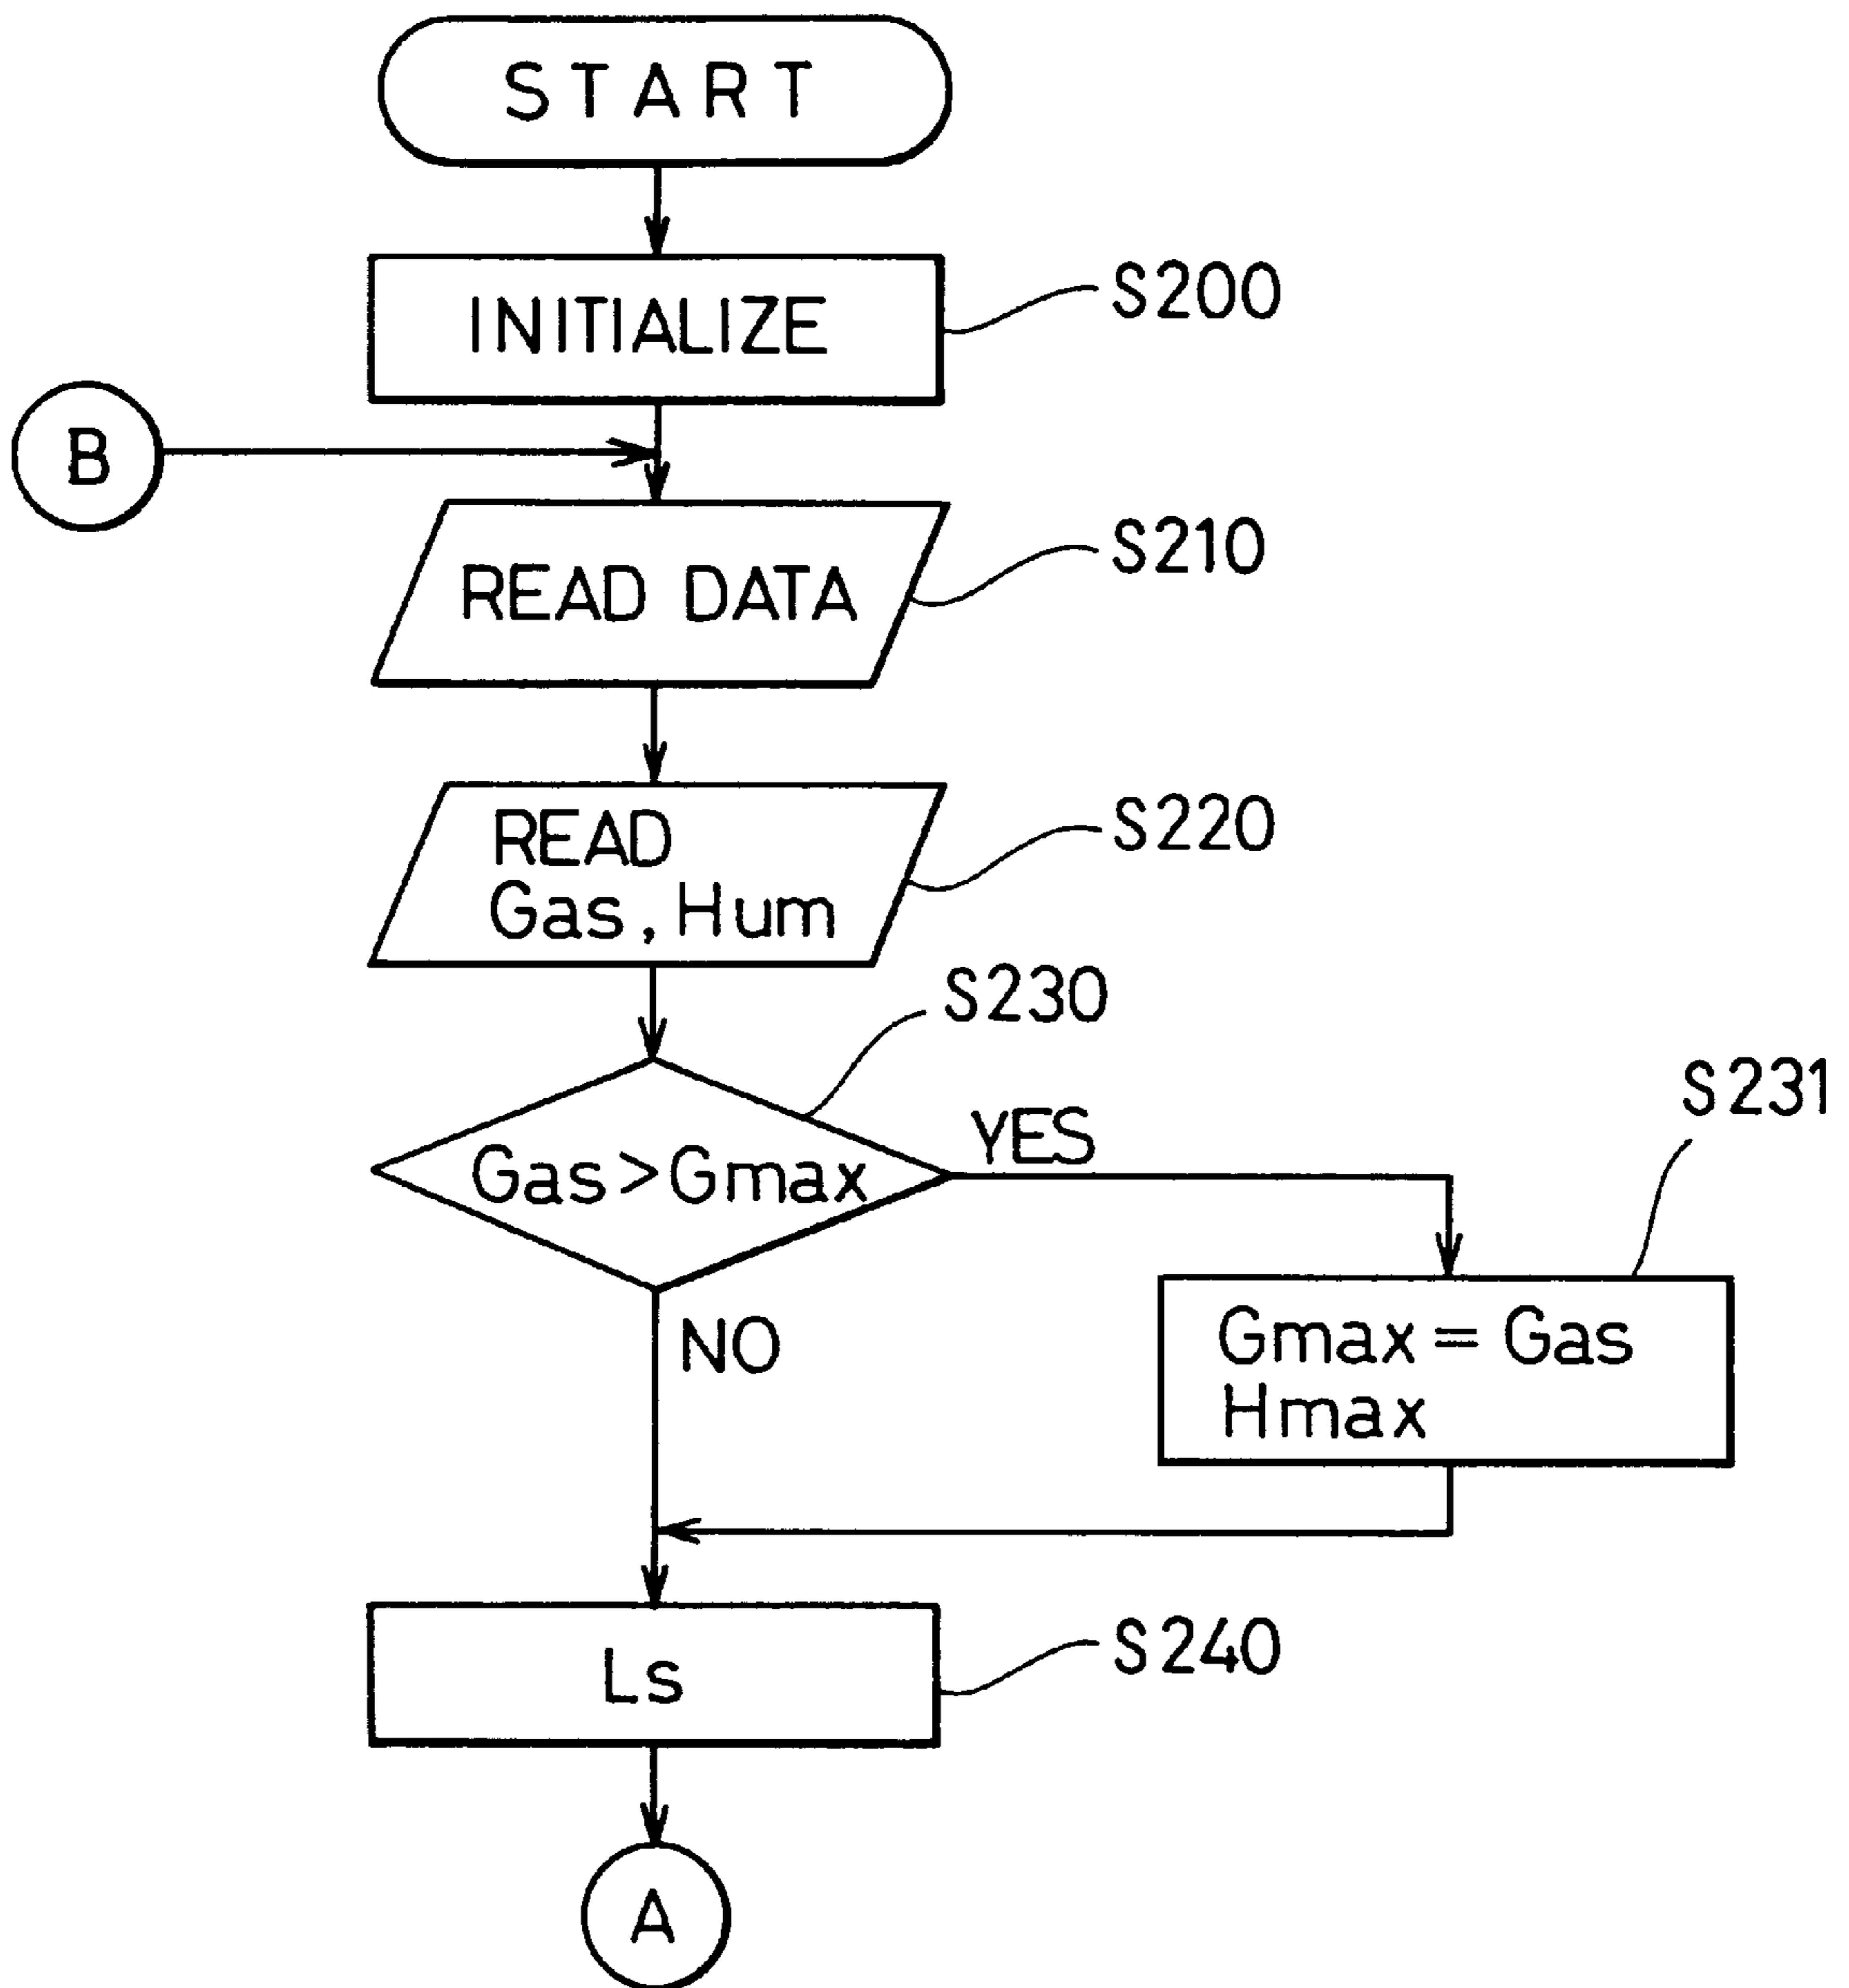 START
INITIALIZE
S200
B
READ DATA
S210
READ
Gas, Hum
S220
S230
Gas>Gmax
YES
S231
NO
Gmax = Gas
Hmax
Ls
S240
A